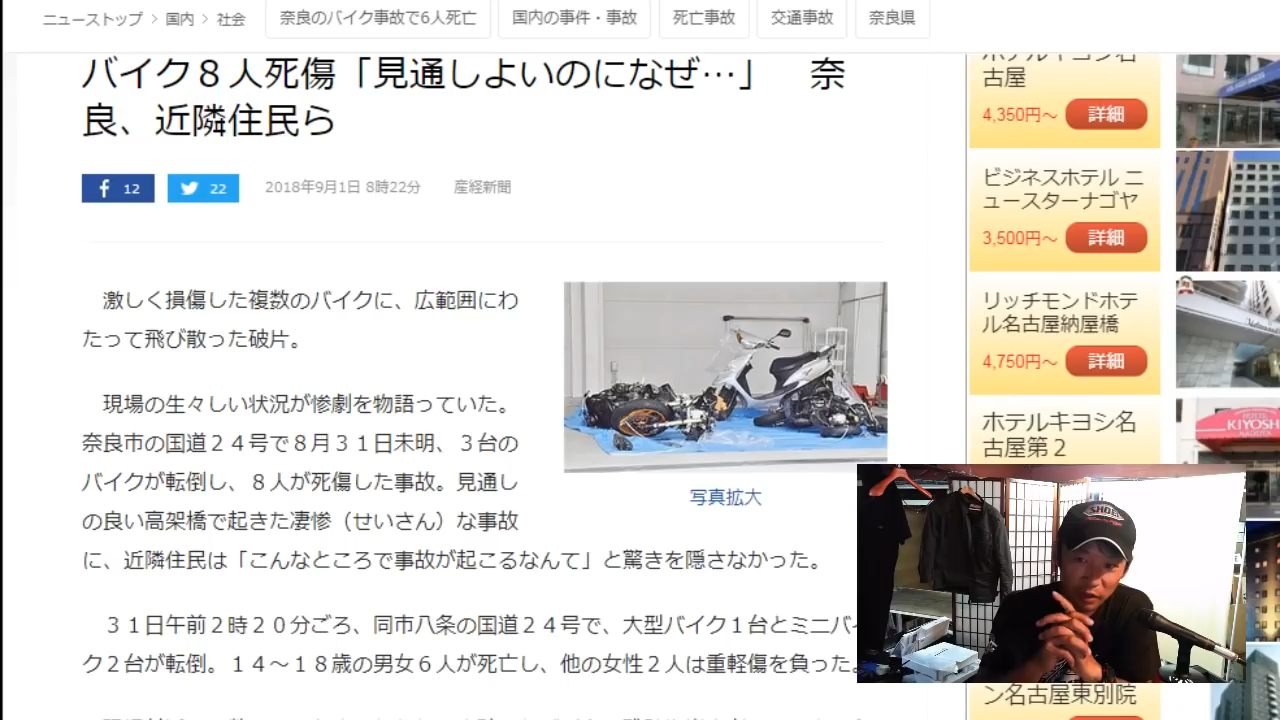 ニューストップ > 国内 > 社会
奈良のバイク事故で6人死亡
国内の事件・事故
死亡事故
交通事故
奈良県
バイク８人死傷「見通しよいのになぜ…」　奈
良、近隣住民ら
12
22
2018年9月1日 8時22分
産経新聞
激しく損傷した複数のバイクに、広範囲にわ
たって飛び散った破片。
現場の生々しい状況が惨劇を物語っていた。
奈良市の国道２４号で８月３１日未明、３台の
バイクが転倒し、８人が死傷した事故。見通し
の良い高架橋で起きた凄惨（せいさん）な事故
に、近隣住民は「こんなところで事故が起こるなんて」と驚きを隠さなかった。
３１日午前２時２０分ごろ、同市八条の国道２４号で、大型バイク１台とミニバイ
ク２台が転倒。１４～１８歳の男女６人が死亡し、他の女性２人は重軽傷を負った。
写真拡大
ホテルキヨシ名
古屋
4,350円～
詳細
ビジネスホテル ニ
ュースターナゴヤ
3,500円～
詳細
リッチモンドホテ
ル名古屋納屋橋
4,750円～
詳細
ホテルキヨシ名
古屋第２
KIYOSH
SHOEI
ン名古屋東別院